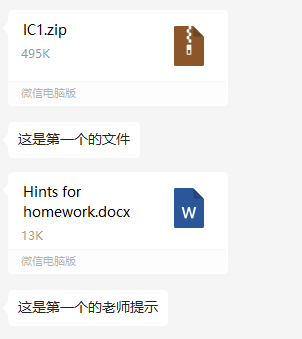 IC1.zip
495K
微信电脑版
这是第一个的文件
Hints for
homework.docx
13K
微信电脑版
这是第一个的老师提示